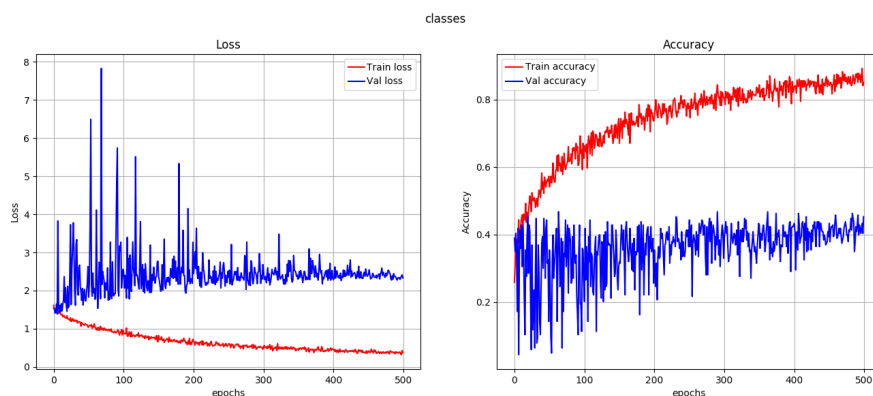 classes
Loss
Train loss
Val loss
8
7
6
5
4
3
2
1
0
Loss
0
100
200
300
400
500
epochs
Accuracy
Train accuracy
Val accuracy
0.8
0.6
0.4
0.2
Accuracy
0
100
200
300
400
500
epochs